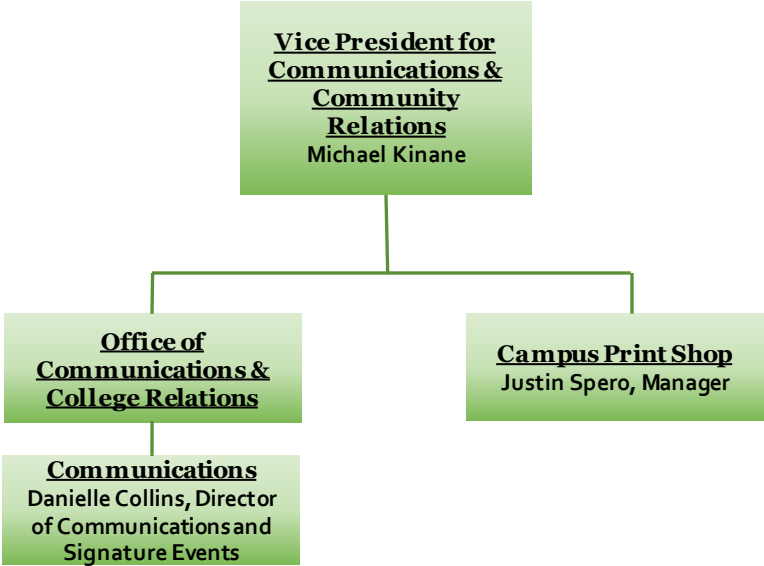 Vice President for
Communications &
Community
Relations
Michael Kinane
Office of
Communications &
College Relations
Campus Print Shop
Justin Spero, Manager
Communications
Danielle Collins, Director
of Communications and
Signature Events